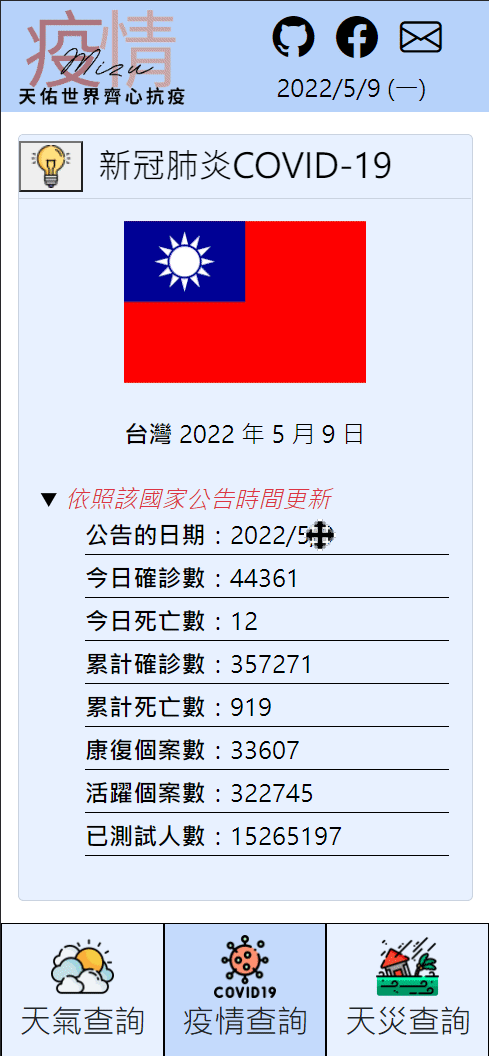 疫情
Mizu
天佑世界齊心抗疫
2022/5/9 (一)
新冠肺炎COVID-19
台灣 2022 年 5 月 9 日
▼ 依照該國家公告時間更新
公告的日期：2022/5/
今日確診數：44361
今日死亡數：12
累計確診數：357271
累計死亡數：919
康復個案數：33607
活躍個案數：322745
已測試人數：15265197
COVID19
天氣查詢
疫情查詢
天災查詢